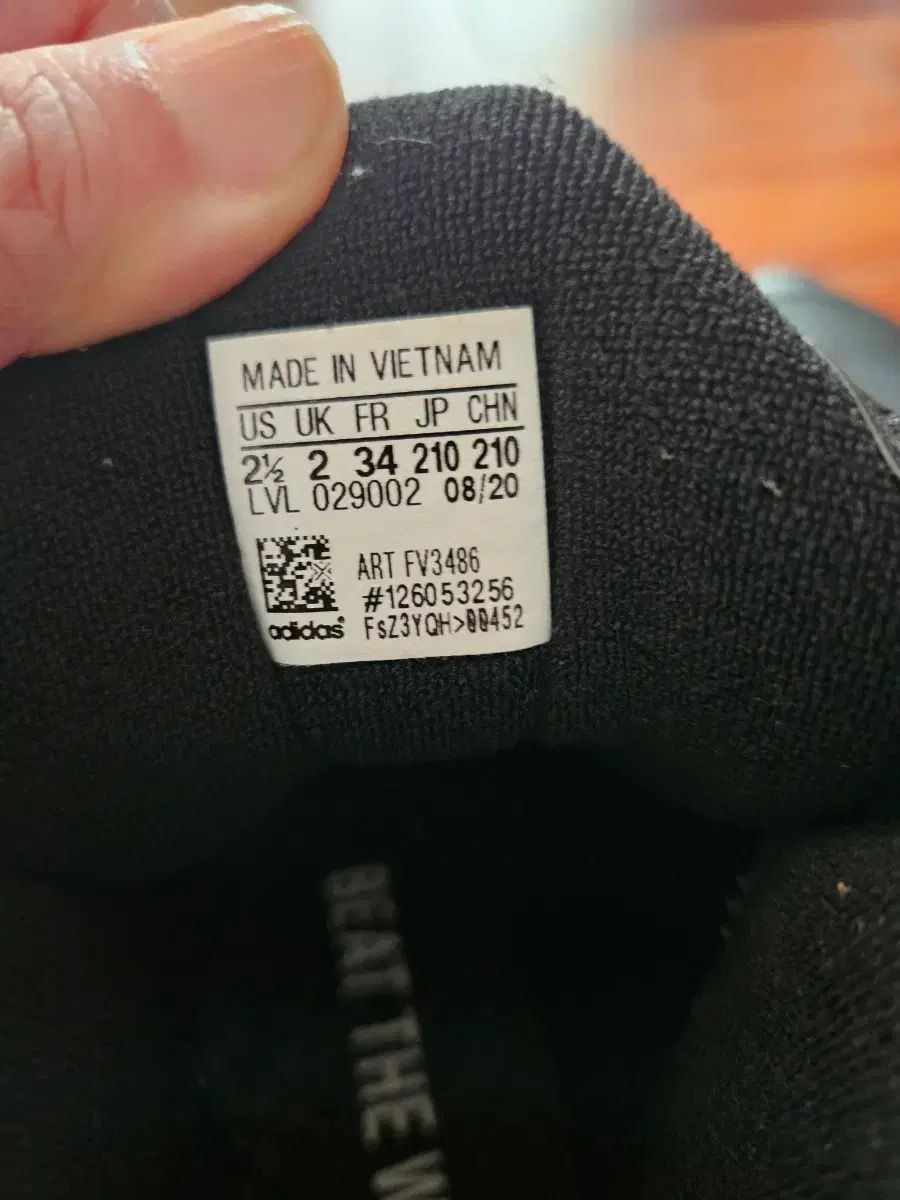 MADE IN VIETNAM
US UK FR JP CHN
2½ 2 34 210 210
LVL 029002 08/20
ART FV3486
#126053256
adidas FsZ3YQH>00452
BEAT THE